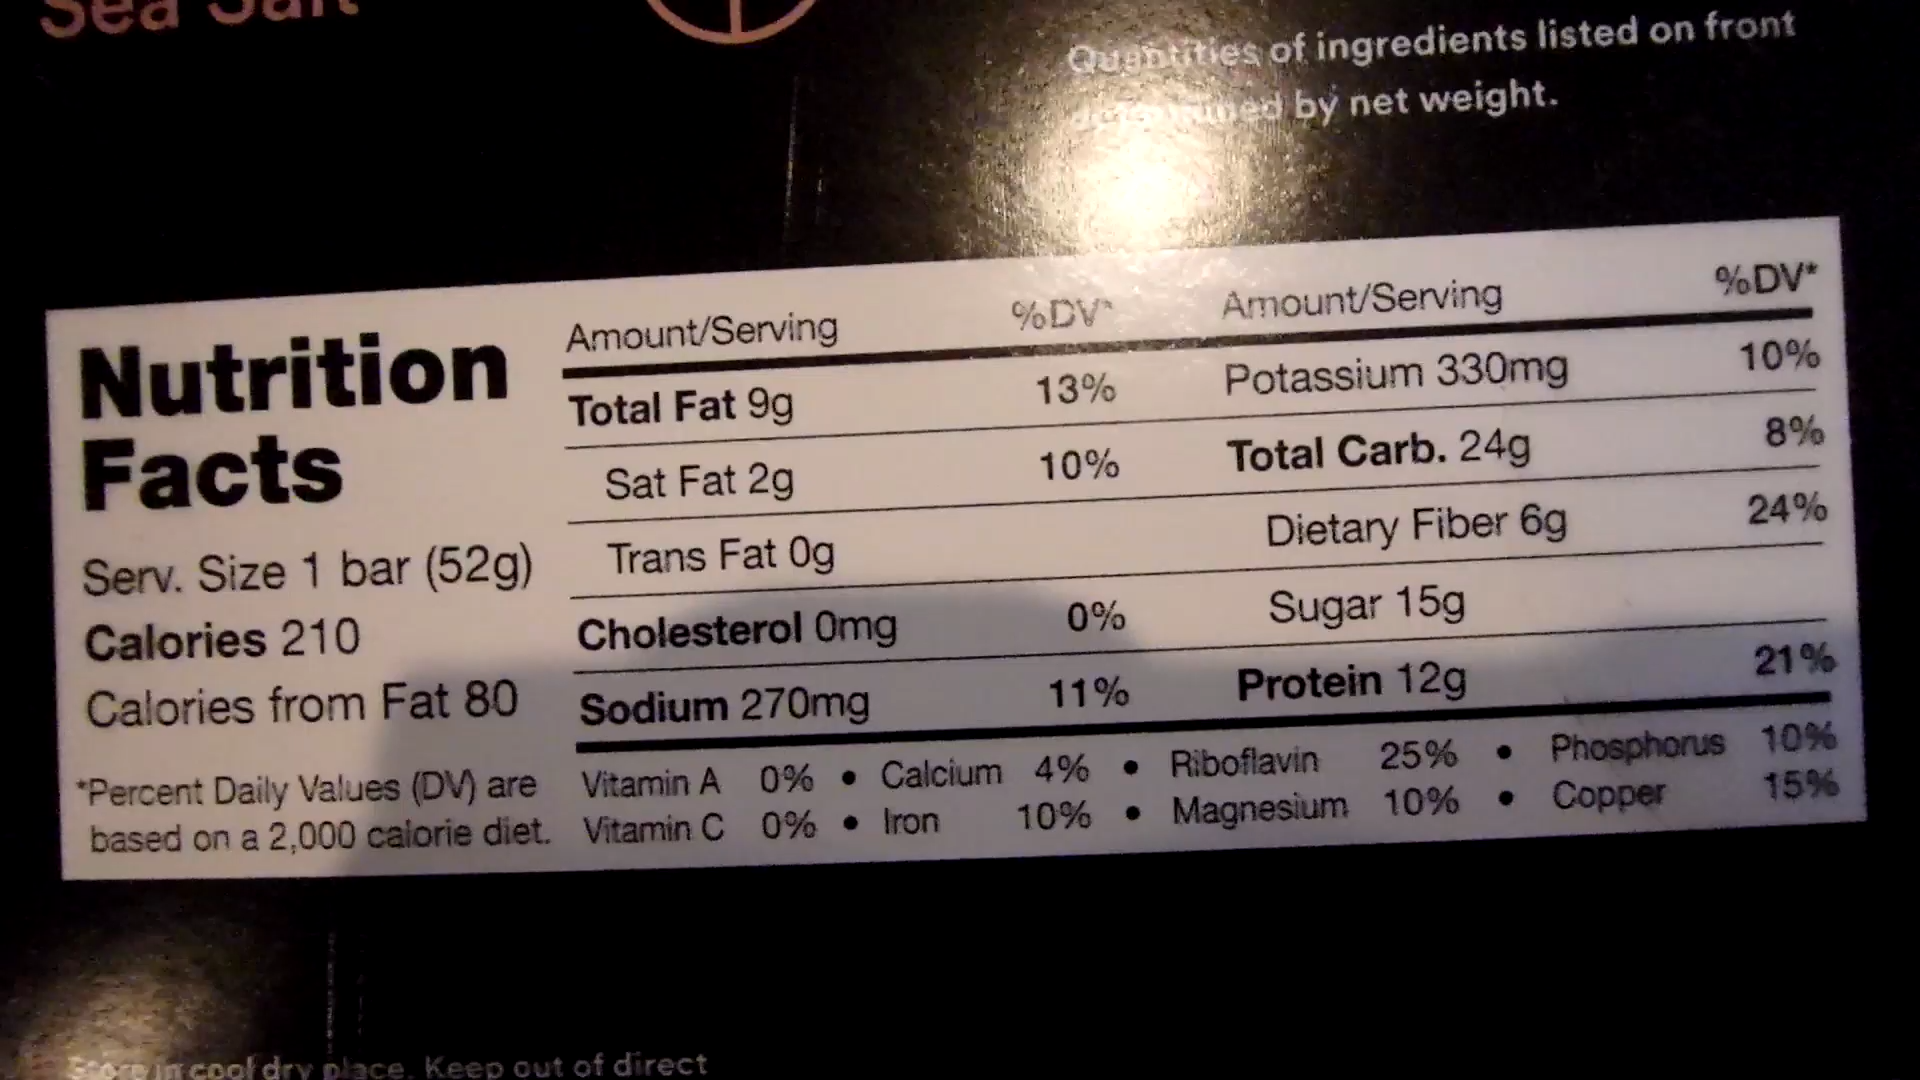 Sea Salt
Quantities of ingredients listed on front
determined by net weight.
Nutrition
Facts
Serv. Size 1 bar (52g)
Calories 210
Calories from Fat 80
*Percent Daily Values (DV) are
based on a 2,000 calorie diet.
Amount/Serving %DV*
Total Fat 9g 13%
Sat Fat 2g 10%
Trans Fat 0g
Cholesterol 0mg 0%
Sodium 270mg 11%
Amount/Serving %DV*
Potassium 330mg 10%
Total Carb. 24g 8%
Dietary Fiber 6g 24%
Sugar 15g
Protein 12g 21%
Vitamin A 0% • Calcium 4% • Riboflavin 25% • Phosphorus 10%
Vitamin C 0% • Iron 10% • Magnesium 10% • Copper 15%
Store in cool dry place. Keep out of direct